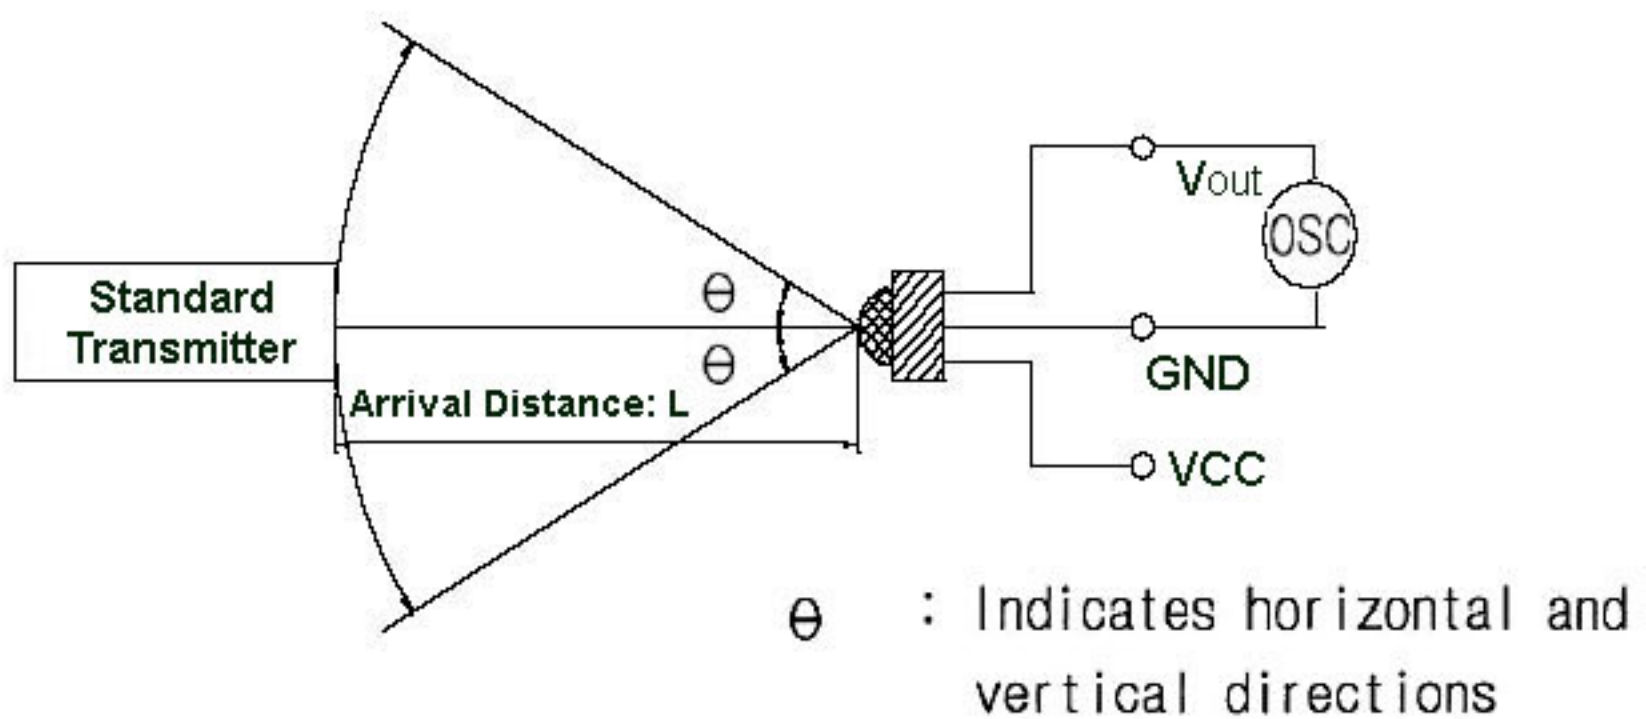 Standard
Transmitter
θ
θ
Arrival Distance: L
Vout
OSC
GND
VCC
θ : Indicates horizontal and
vertical directions